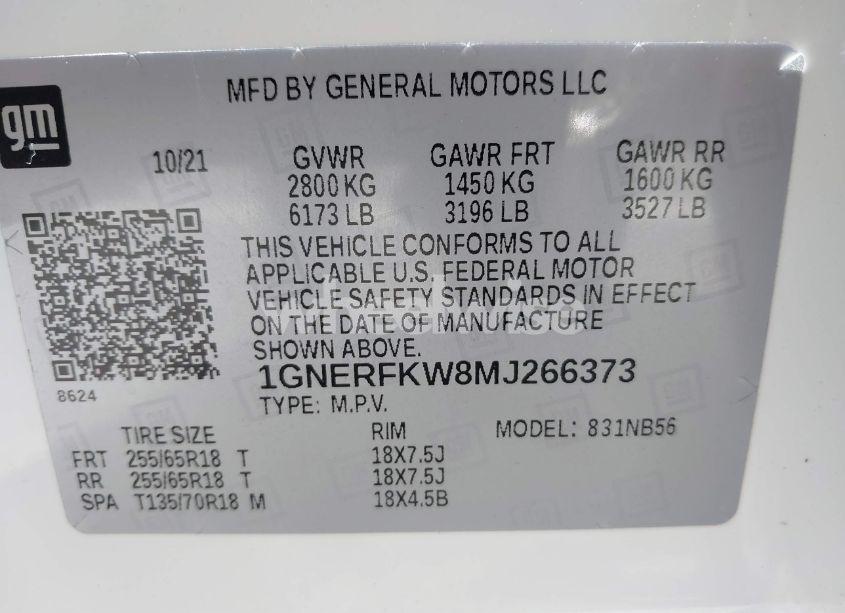 MFD BY GENERAL MOTORS LLC
gm
10/21 GVWR GAWR FRT GAWR RR
2800 KG 1450 KG 1600 KG
6173 LB 3196 LB 3527 LB
THIS VEHICLE CONFORMS TO ALL
APPLICABLE U.S. FEDERAL MOTOR
VEHICLE SAFETY STANDARDS IN EFFECT
ON THE DATE OF MANUFACTURE
SHOWN ABOVE.
1GNERFKW8MJ266373
8624
TYPE: M.P.V.
TIRE SIZE RIM MODEL: 831NB56
FRT 255/65R18 T 18X7.5J
RR 255/65R18 T 18X7.5J
SPA T135/70R18 M 18X4.5B